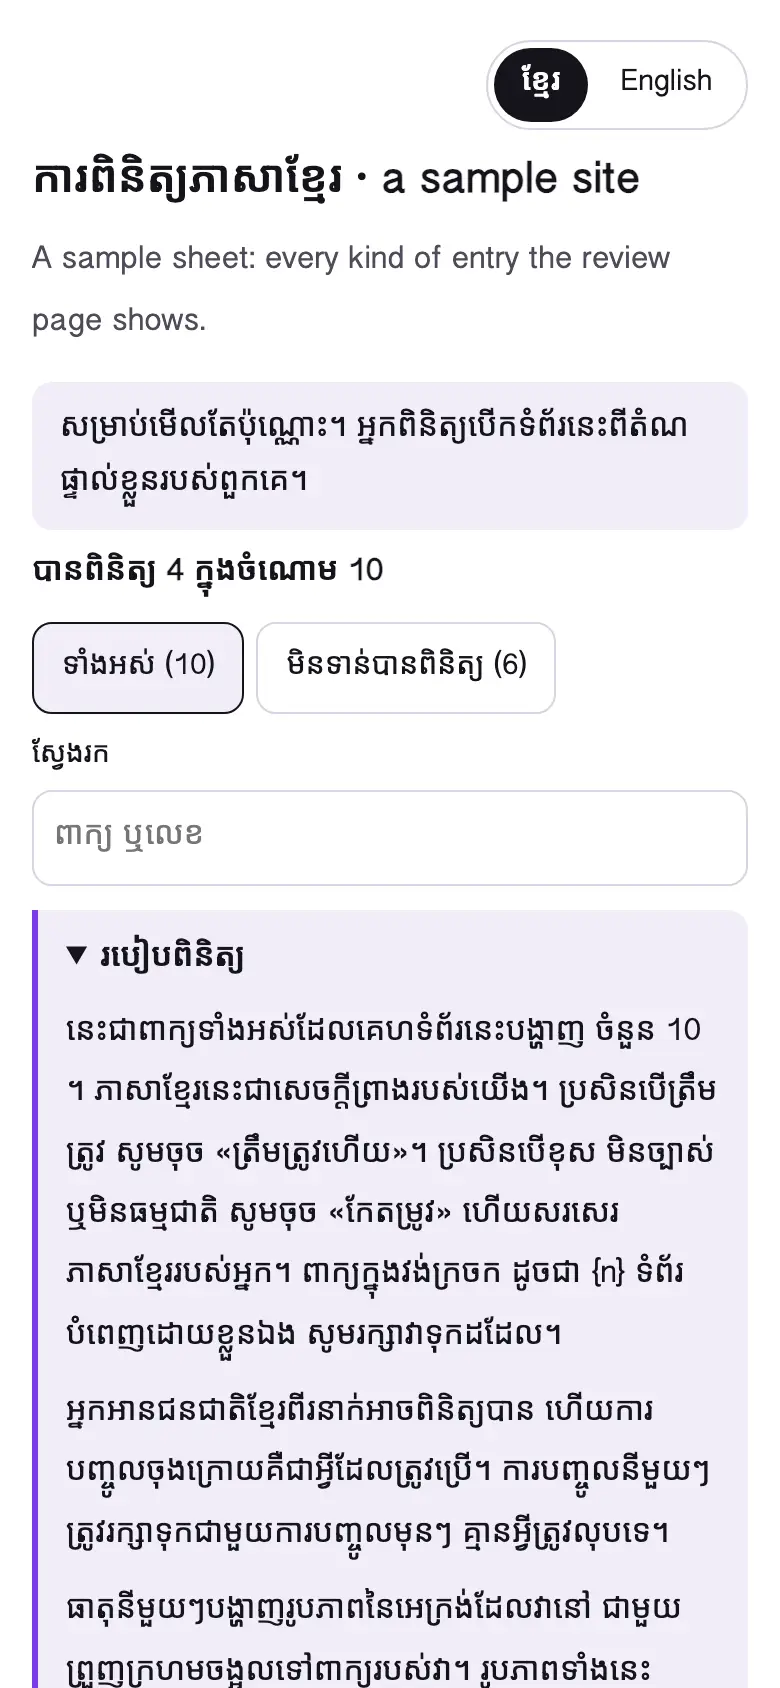 ខ្មែរ English
ការពិនិត្យភាសាខ្មែរ · a sample site
A sample sheet: every kind of entry the review
page shows.
សម្រាប់មើលតែប៉ុណ្ណោះ។ អ្នកពិនិត្យបើកទំព័រនេះពីតំណ
ផ្ទាល់ខ្លួនរបស់ពួកគេ។
បានពិនិត្យ 4 ក្នុងចំណោម 10
ទាំងអស់ (10) មិនទាន់បានពិនិត្យ (6)
ស្វែងរក
ពាក្យ ឬលេខ
▼ របៀបពិនិត្យ
នេះជាពាក្យទាំងអស់ដែលគេហទំព័រនេះបង្ហាញ ចំនួន 10
។ ភាសាខ្មែរនេះជាសេចក្ដីព្រាងរបស់យើង។ ប្រសិនបើត្រឹម
ត្រូវ សូមចុច «ត្រឹមត្រូវហើយ»។ ប្រសិនបើខុស មិនច្បាស់
ឬមិនធម្មជាតិ សូមចុច «កែតម្រូវ» ហើយសរសេរ
ភាសាខ្មែររបស់អ្នក។ ពាក្យក្នុងវង់ក្រចក ដូចជា {n} ទំព័រ
បំពេញដោយខ្លួនឯង សូមរក្សាវាទុកដដែល។
អ្នកអានជនជាតិខ្មែរពីរនាក់អាចពិនិត្យបាន ហើយការ
បញ្ចូលចុងក្រោយគឺជាអ្វីដែលត្រូវប្រើ។ ការបញ្ចូលនីមួយៗ
ត្រូវរក្សាទុកជាមួយការបញ្ចូលមុនៗ គ្មានអ្វីត្រូវលុបទេ។
ធាតុនីមួយៗបង្ហាញរូបភាពនៃអេក្រង់ដែលវានៅ ជាមួយ
ព្រួញក្រហមចង្អុលទៅពាក្យរបស់វា។ រូបភាពទាំងនេះ